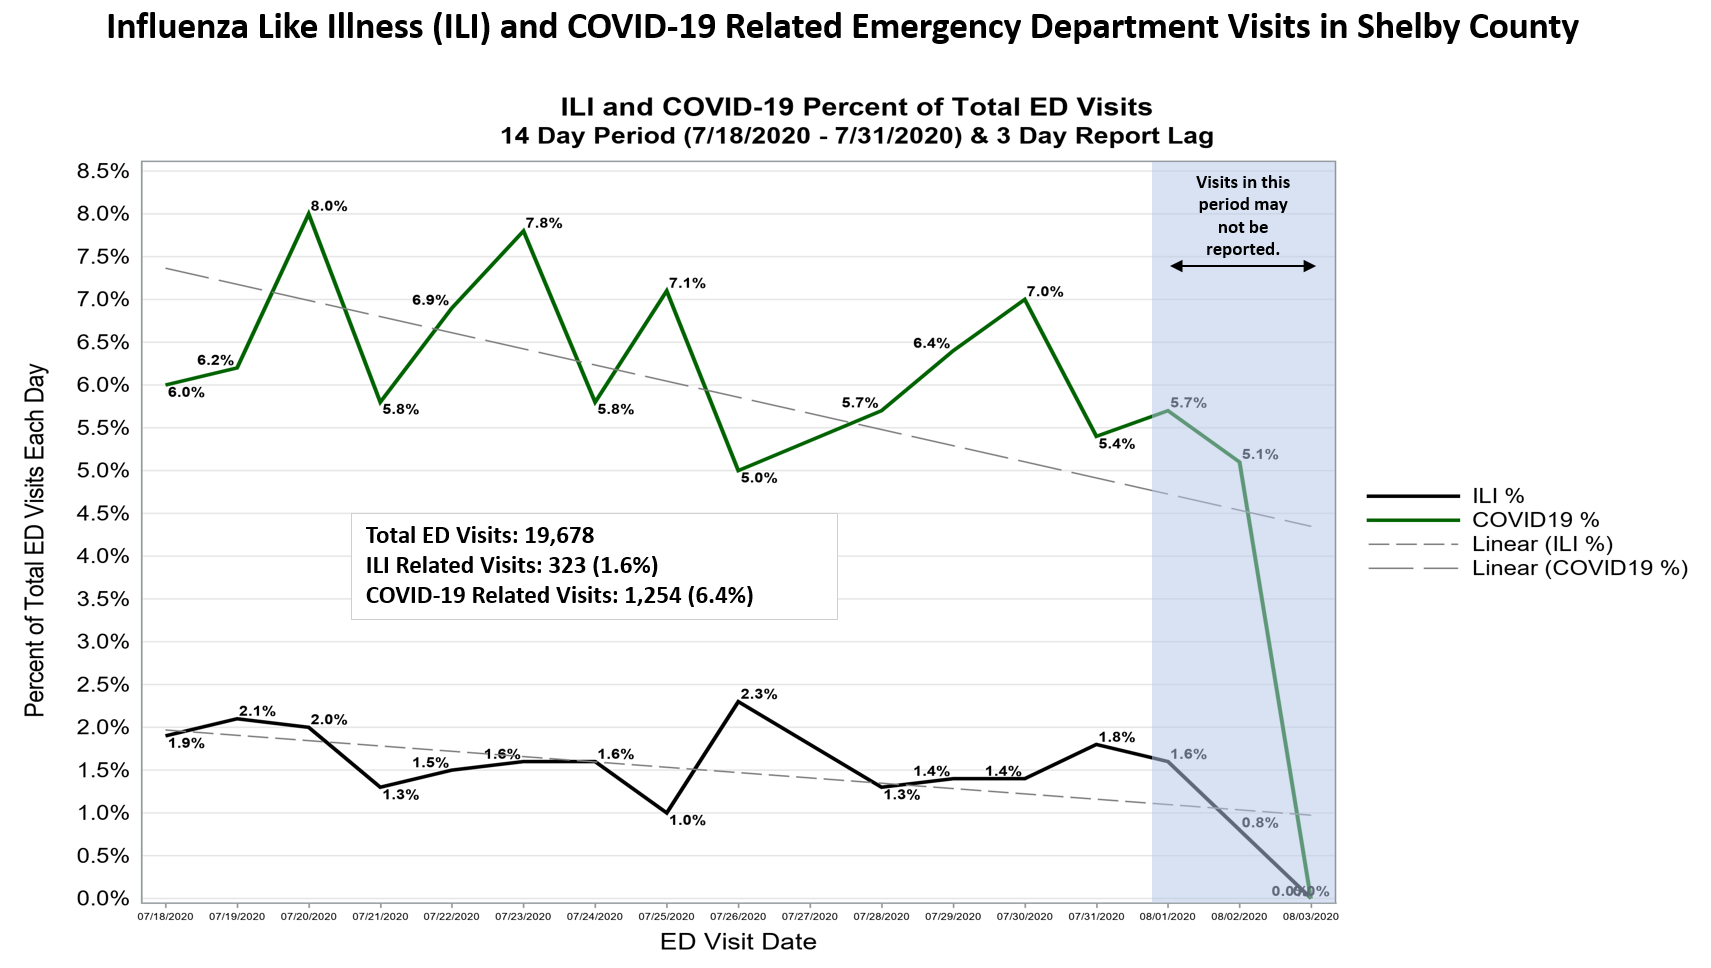 Influenza Like Illness (ILI) and COVID-19 Related Emergency Department Visits in Shelby County
ILI and COVID-19 Percent of Total ED Visits
14 Day Period (7/18/2020 - 7/31/2020) & 3 Day Report Lag
Percent of Total ED Visits Each Day
8.5%
8.0%
7.5%
7.0%
6.5%
6.0%
5.5%
5.0%
4.5%
4.0%
3.5%
3.0%
2.5%
2.0%
1.5%
1.0%
0.5%
0.0%
Visits in this
period may
not be
reported.
6.0%
6.2%
8.0%
5.8%
6.9%
7.8%
5.8%
7.1%
5.0%
5.7%
6.4%
7.0%
5.4%
5.7%
5.1%
Total ED Visits: 19,678
ILI Related Visits: 323 (1.6%)
COVID-19 Related Visits: 1,254 (6.4%)
1.9%
2.1%
2.0%
1.3%
1.5%
1.6%
1.6%
1.0%
2.3%
1.3%
1.4%
1.4%
1.8%
1.6%
0.8%
0.0%
0.0%
07/18/2020 07/19/2020 07/20/2020 07/21/2020 07/22/2020 07/23/2020 07/24/2020 07/25/2020 07/26/2020 07/27/2020 07/28/2020 07/29/2020 07/30/2020 07/31/2020 08/01/2020 08/02/2020 08/03/2020
ED Visit Date
ILI %
COVID19 %
Linear (ILI %)
Linear (COVID19 %)